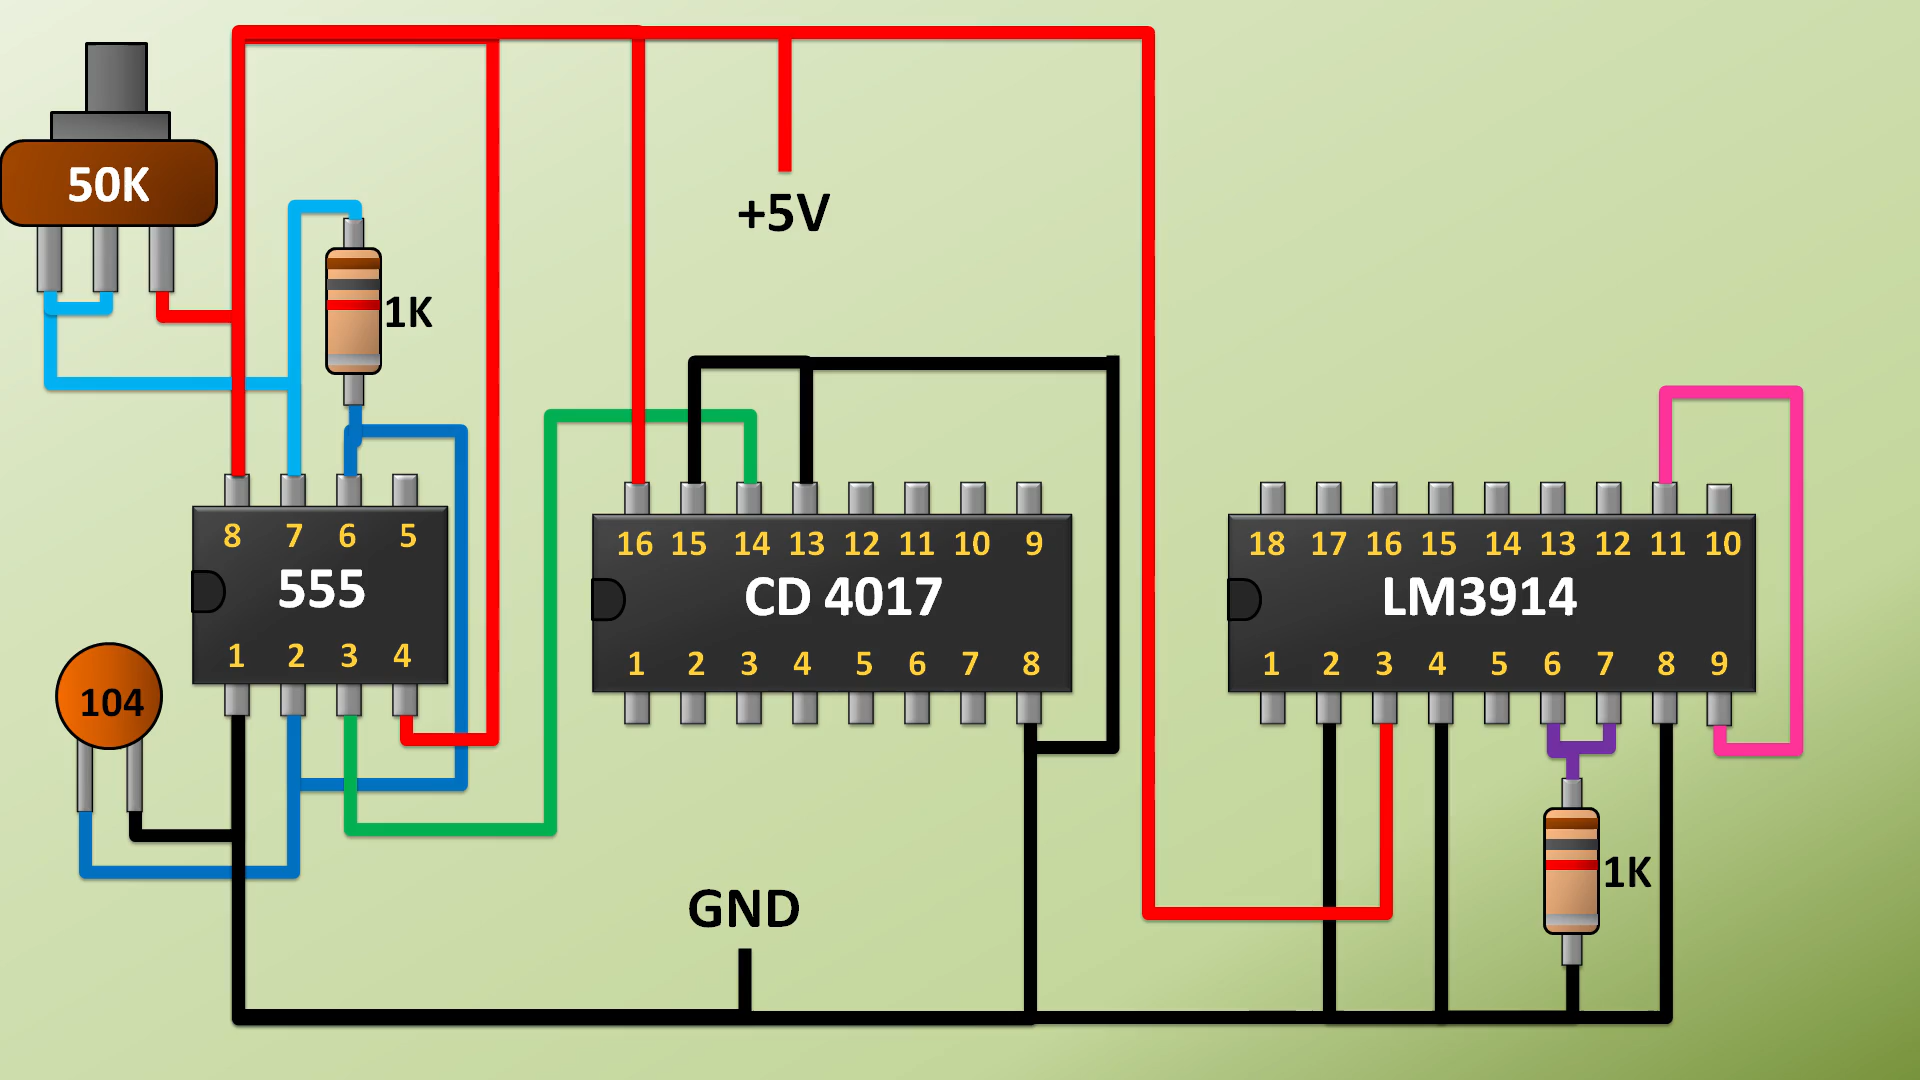 50K
+5V
1K
8 7 6 5
555
1 2 3 4
16 15 14 13 12 11 10 9
CD 4017
1 2 3 4 5 6 7 8
18 17 16 15 14 13 12 11 10
LM3914
1 2 3 4 5 6 7 8 9
104
1K
GND